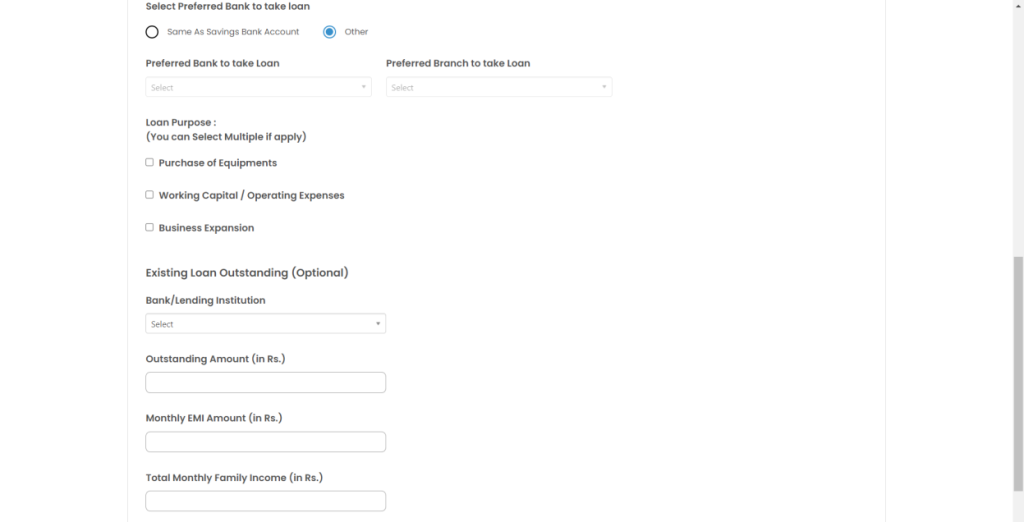 Select Preferred Bank to take loan
Same As Savings Bank Account Other
Preferred Bank to take Loan Preferred Branch to take Loan
Select Select
Loan Purpose :
(You can Select Multiple if apply)
Purchase of Equipments
Working Capital / Operating Expenses
Business Expansion
Existing Loan Outstanding (Optional)
Bank/Lending Institution
Select
Outstanding Amount (in Rs.)
Monthly EMI Amount (in Rs.)
Total Monthly Family Income (in Rs.)